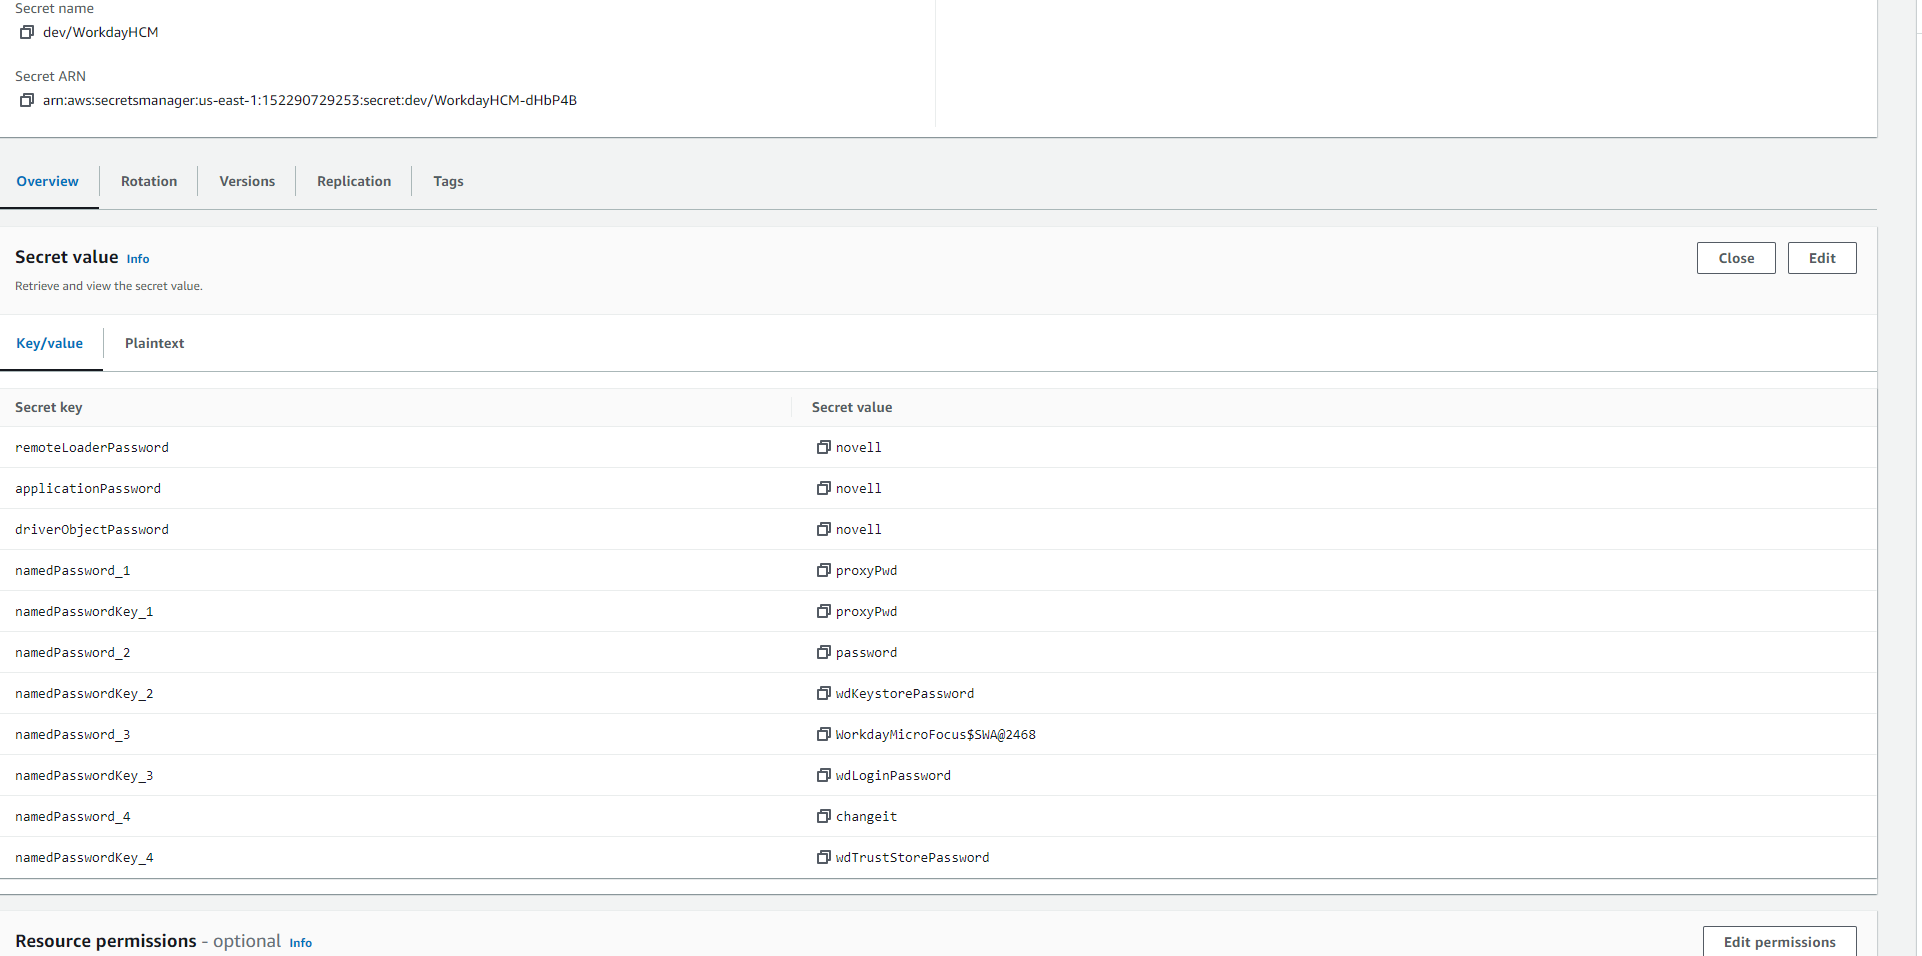 Secret name
dev/WorkdayHCM
Secret ARN
arn:aws:secretsmanager:us-east-1:152290729253:secret:dev/WorkdayHCM-dHbP4B
Overview Rotation Versions Replication Tags
Secret value Info Close Edit
Retrieve and view the secret value.
Key/value Plaintext
Secret key Secret value
remoteLoaderPassword novell
applicationPassword novell
driverObjectPassword novell
namedPassword_1 proxyPwd
namedPasswordKey_1 proxyPwd
namedPassword_2 password
namedPasswordKey_2 wdKeystorePassword
namedPassword_3 WorkdayMicroFocus$SWA@2468
namedPasswordKey_3 wdLoginPassword
namedPassword_4 changeit
namedPasswordKey_4 wdTrustStorePassword
Resource permissions - optional Info Edit permissions